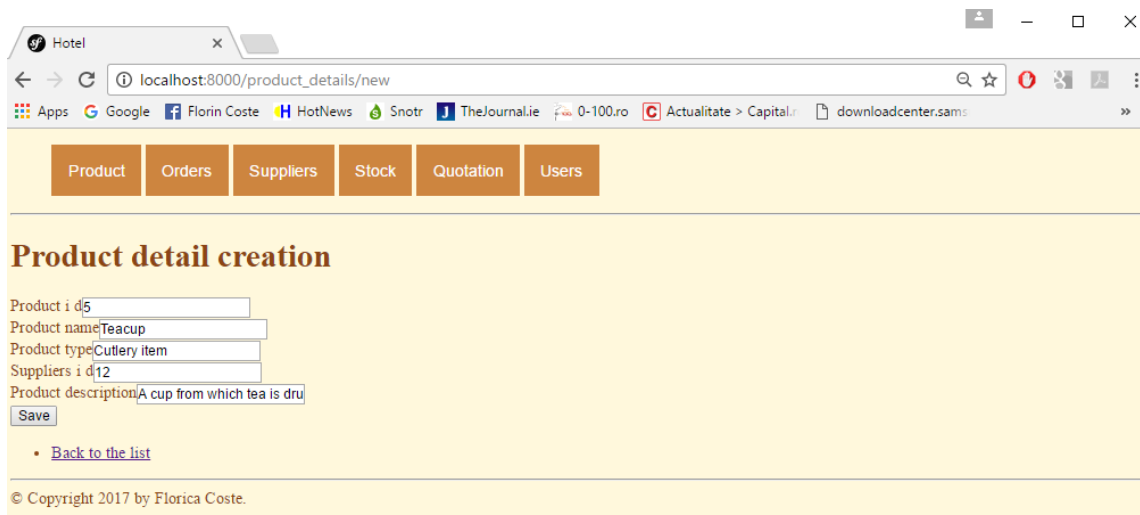 Hotel
localhost:8000/product_details/new
Apps Google Florin Coste HotNews Snotr TheJournal.ie 0-100.ro Actualitate > Capital.r downloadcenter.sams
Product Orders Suppliers Stock Quotation Users
Product detail creation
Product i d 5
Product name Teacup
Product type Cutlery item
Suppliers i d 12
Product description A cup from which tea is dru
Save
• Back to the list
© Copyright 2017 by Florica Coste.